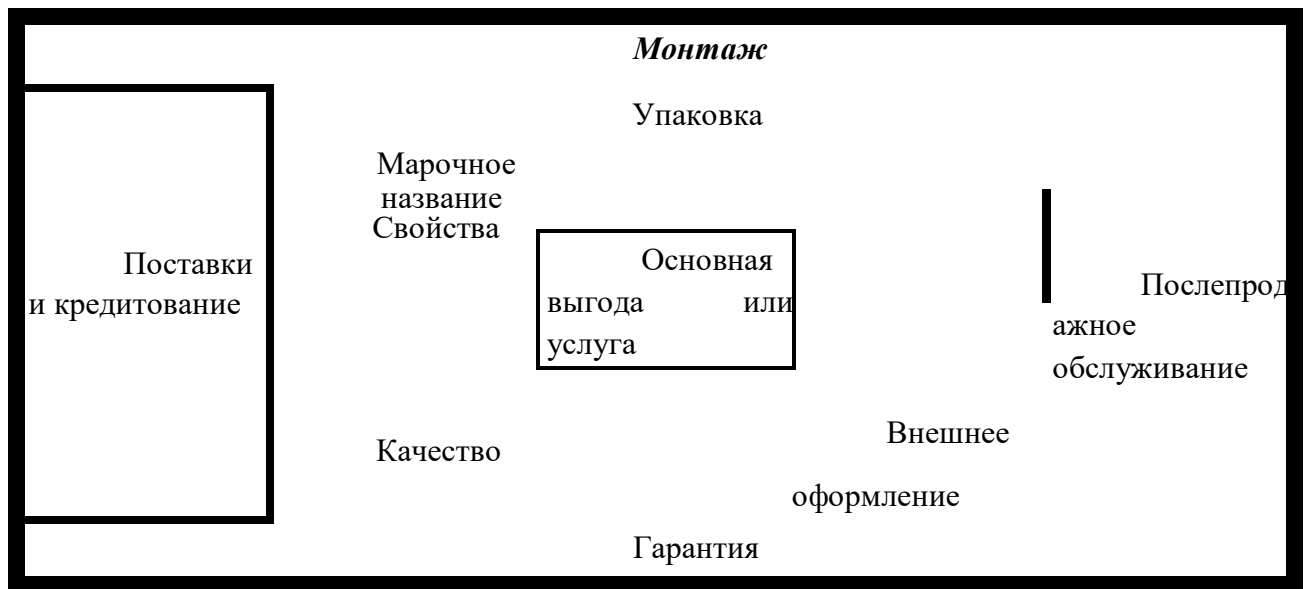 Монтаж
Упаковка
Марочное
название
Свойства
Поставки
и кредитование
Основная
выгода или
услуга
Послепрод
ажное
обслуживание
Внешнее
оформление
Качество
Гарантия